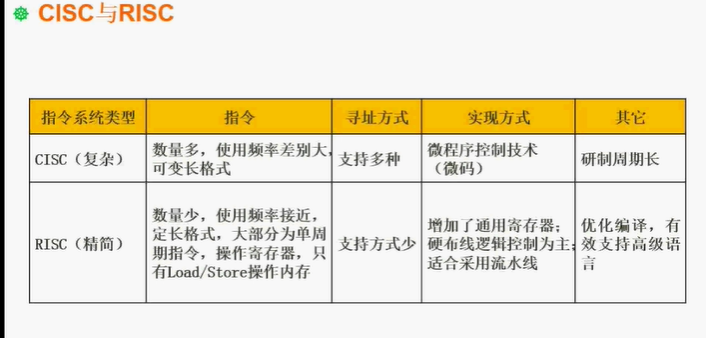 CISC与RISC
指令系统类型
指令
寻址方式
实现方式
其它
CISC（复杂）
数量多，使用频率差别大，
可变长格式
支持多种
微程序控制技术
（微码）
研制周期长
RISC（精简）
数量少，使用频率接近，
定长格式，大部分为单周
期指令，操作寄存器，只
有Load/Store操作内存
支持方式少
增加了通用寄存器；
硬布线逻辑控制为主；
适合采用流水线
优化编译，有
效支持高级语
言